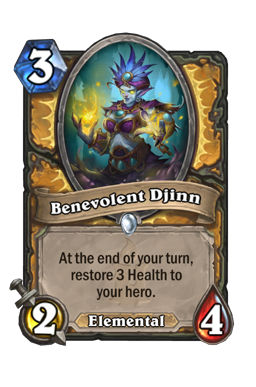 3
Benevolent Djinn
At the end of your turn,
restore 3 Health to
your hero.
2
Elemental
4